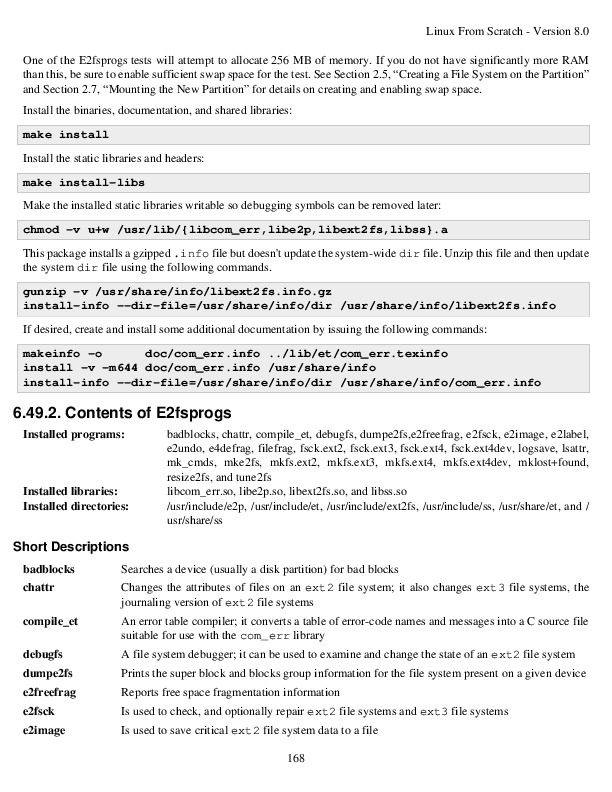 Linux From Scratch - Version 8.0
One of the E2fsprogs tests will attempt to allocate 256 MB of memory. If you do not have significantly more RAM
than this, be sure to enable sufficient swap space for the test. See Section 2.5, “Creating a File System on the Partition”
and Section 2.7, “Mounting the New Partition” for details on creating and enabling swap space.
Install the binaries, documentation, and shared libraries:
make install
Install the static libraries and headers:
make install-libs
Make the installed static libraries writable so debugging symbols can be removed later:
chmod -v u+w /usr/lib/{libcom_err,libe2p,libext2fs,libss}.a
This package installs a gzipped .info file but doesn't update the system-wide dir file. Unzip this file and then update
the system dir file using the following commands.
gunzip -v /usr/share/info/libext2fs.info.gz
install-info --dir-file=/usr/share/info/dir /usr/share/info/libext2fs.info
If desired, create and install some additional documentation by issuing the following commands:
makeinfo -o      doc/com_err.info ../lib/et/com_err.texinfo
install -v -m644 doc/com_err.info /usr/share/info
install-info --dir-file=/usr/share/info/dir /usr/share/info/com_err.info
6.49.2. Contents of E2fsprogs
Installed programs: badblocks, chattr, compile_et, debugfs, dumpe2fs,e2freefrag, e2fsck, e2image, e2label,
e2undo, e4defrag, filefrag, fsck.ext2, fsck.ext3, fsck.ext4, fsck.ext4dev, logsave, lsattr,
mk_cmds, mke2fs, mkfs.ext2, mkfs.ext3, mkfs.ext4, mkfs.ext4dev, mklost+found,
resize2fs, and tune2fs
Installed libraries: libcom_err.so, libe2p.so, libext2fs.so, and libss.so
Installed directories: /usr/include/e2p, /usr/include/et, /usr/include/ext2fs, /usr/include/ss, /usr/share/et, and /
usr/share/ss
Short Descriptions
badblocks Searches a device (usually a disk partition) for bad blocks
chattr Changes the attributes of files on an ext2 file system; it also changes ext3 file systems, the
journaling version of ext2 file systems
compile_et An error table compiler; it converts a table of error-code names and messages into a C source file
suitable for use with the com_err library
debugfs A file system debugger; it can be used to examine and change the state of an ext2 file system
dumpe2fs Prints the super block and blocks group information for the file system present on a given device
e2freefrag Reports free space fragmentation information
e2fsck Is used to check, and optionally repair ext2 file systems and ext3 file systems
e2image Is used to save critical ext2 file system data to a file
168